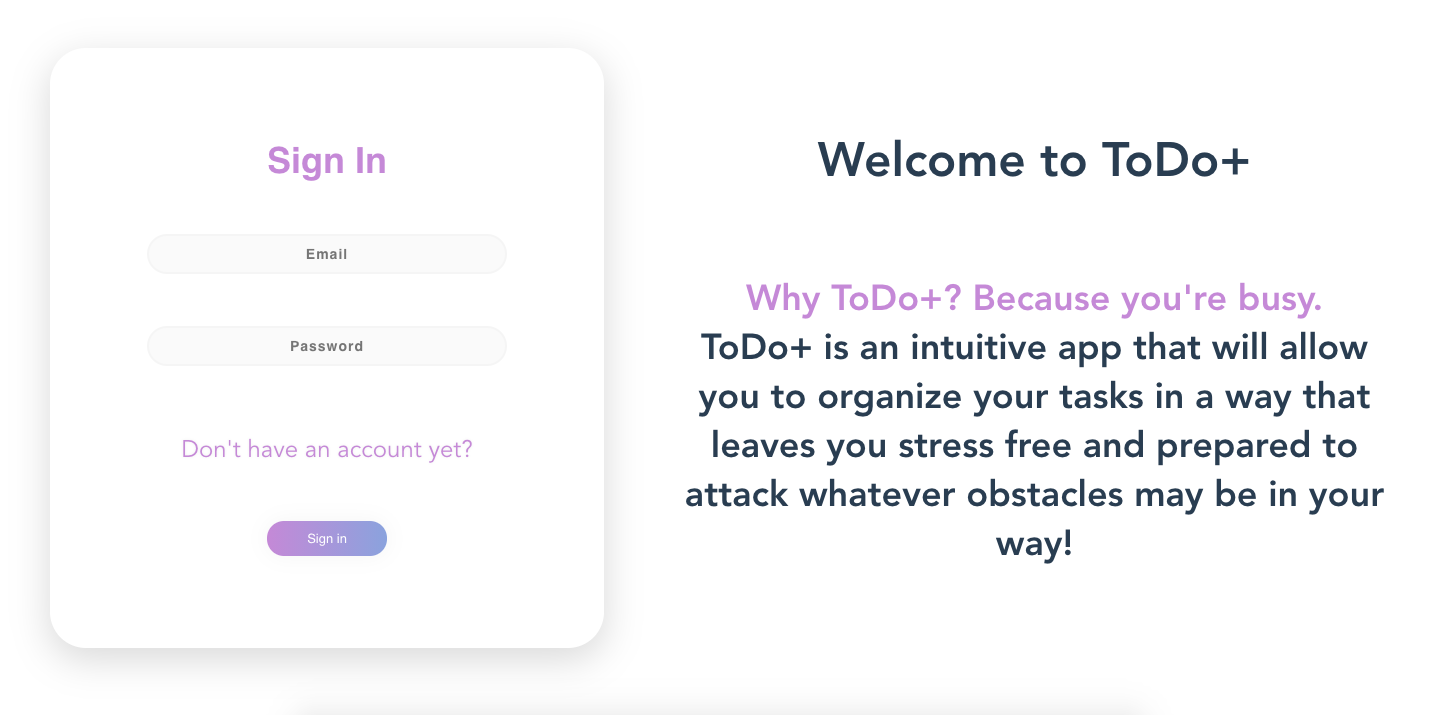 Sign In
Email
Password
Don't have an account yet?
Sign in
Welcome to ToDo+
Why ToDo+? Because you're busy.
ToDo+ is an intuitive app that will allow
you to organize your tasks in a way that
leaves you stress free and prepared to
attack whatever obstacles may be in your
way!